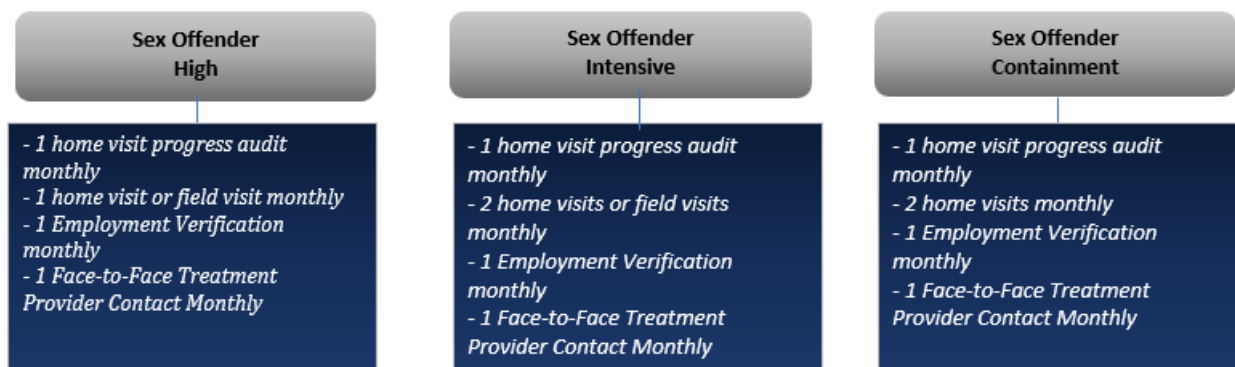 Sex Offender
High
- 1 home visit progress audit
monthly
- 1 home visit or field visit monthly
- 1 Employment Verification
monthly
- 1 Face-to-Face Treatment
Provider Contact Monthly
Sex Offender
Intensive
- 1 home visit progress audit
monthly
- 2 home visits or field visits
monthly
- 1 Employment Verification
monthly
- 1 Face-to-Face Treatment
Provider Contact Monthly
Sex Offender
Containment
- 1 home visit progress audit
monthly
- 2 home visits monthly
- 1 Employment Verification
monthly
- 1 Face-to-Face Treatment
Provider Contact Monthly